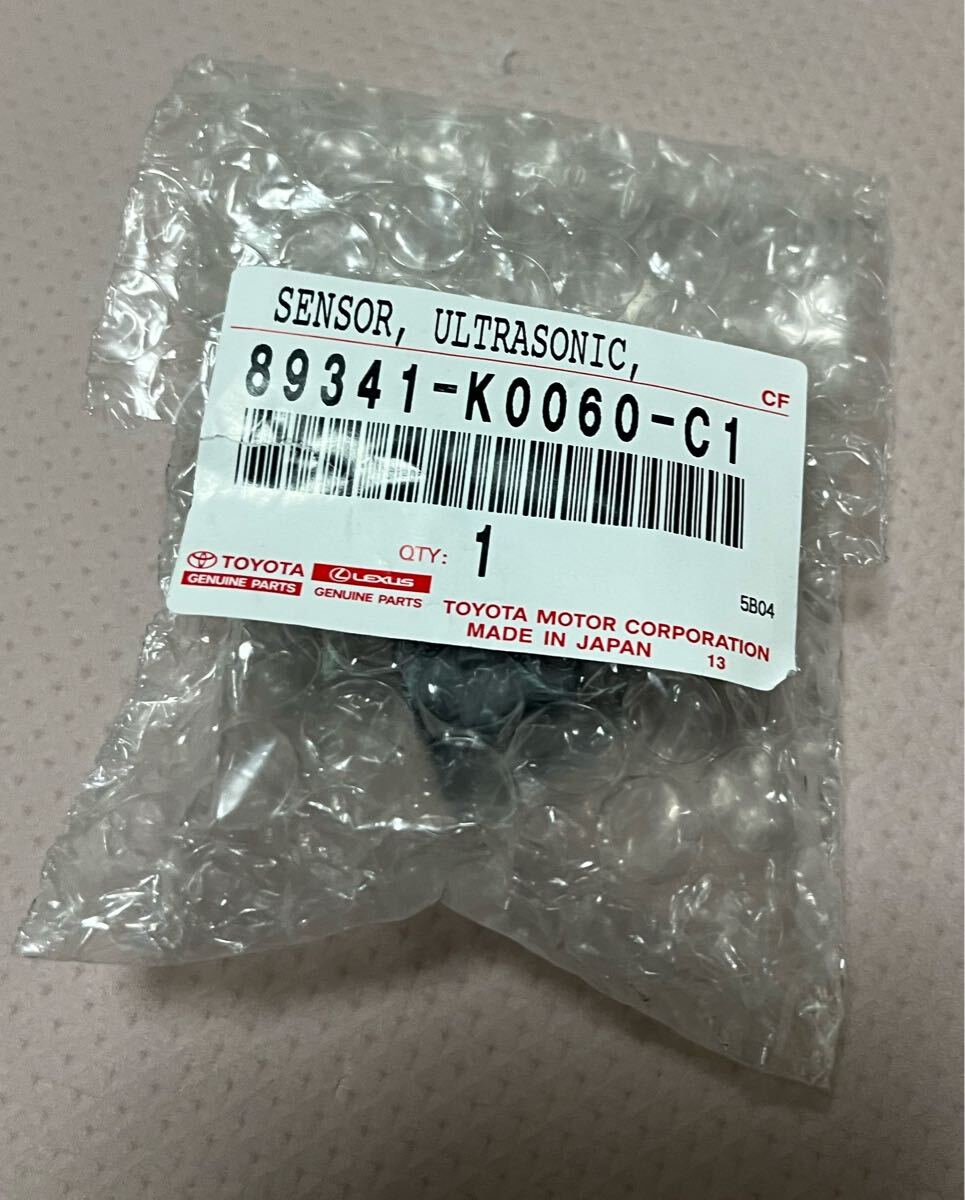 SENSOR, ULTRASONIC,
CF
89341-K0060-C1
QTY: 1
TOYOTA
GENUINE PARTS
LEXUS
GENUINE PARTS
5B04
TOYOTA MOTOR CORPORATION
MADE IN JAPAN 13